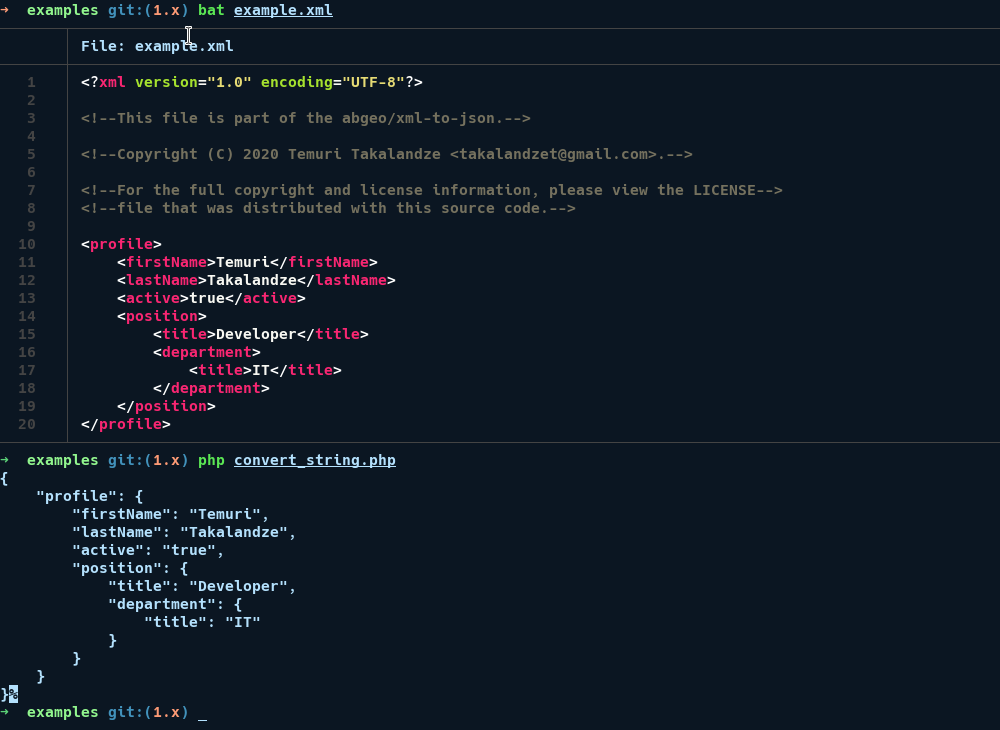 →  examples git:(1.x) bat example.xml
File: example.xml
1 <?xml version="1.0" encoding="UTF-8"?>
2
3 <!--This file is part of the abgeo/xml-to-json.-->
4
5 <!--Copyright (C) 2020 Temuri Takalandze <takalandzet@gmail.com>.-->
6
7 <!--For the full copyright and license information, please view the LICENSE-->
8 <!--file that was distributed with this source code.-->
9
10 <profile>
11     <firstName>Temuri</firstName>
12     <lastName>Takalandze</lastName>
13     <active>true</active>
14     <position>
15         <title>Developer</title>
16         <department>
17             <title>IT</title>
18         </department>
19     </position>
20 </profile>
→  examples git:(1.x) php convert_string.php
{
    "profile": {
        "firstName": "Temuri",
        "lastName": "Takalandze",
        "active": "true",
        "position": {
            "title": "Developer",
            "department": {
                "title": "IT"
            }
        }
    }
}%
→  examples git:(1.x) _